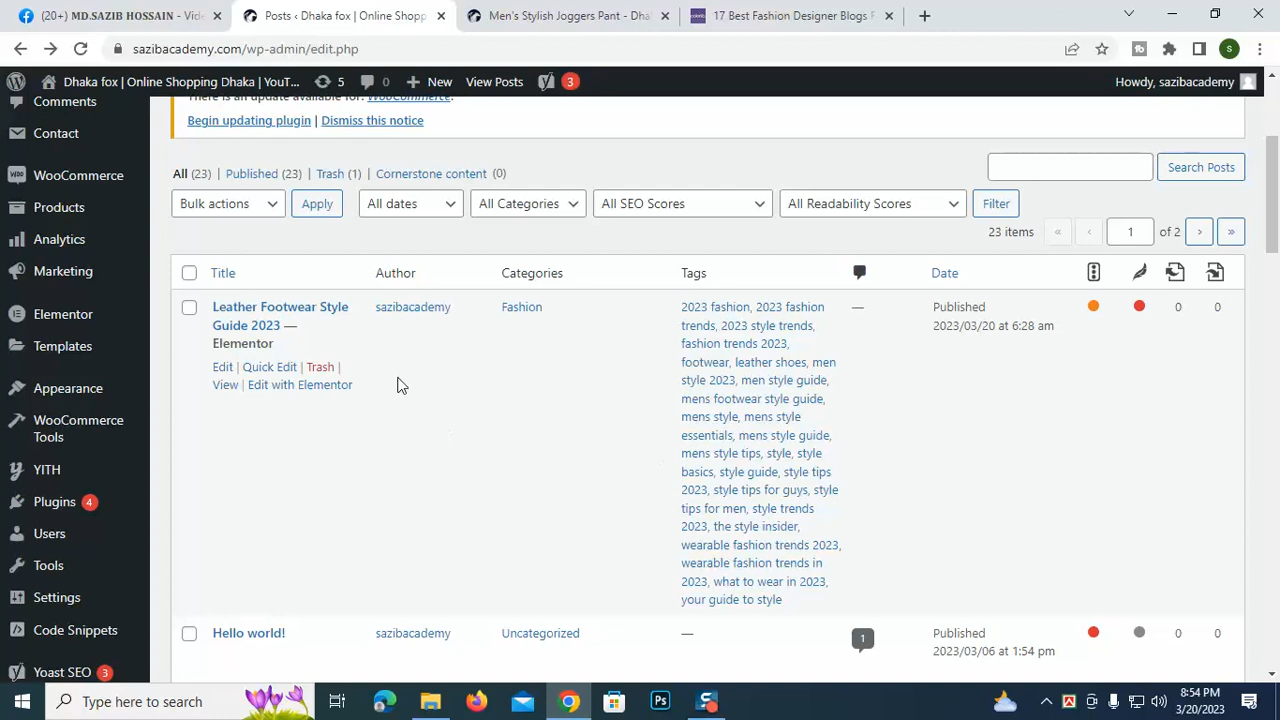 (20+) MD.SAZIB HOSSAIN - Video
Posts ‹ Dhaka fox | Online Shopp
Men's Stylish Joggers Pant - Dha
17 Best Fashion Designer Blogs F
sazibacademy.com/wp-admin/edit.php
S
Dhaka fox | Online Shopping Dhaka | YouT...
5
0
New
View Posts
3
Howdy, sazibacademy
There is an update available for: WooCommerce.
Begin updating plugin | Dismiss this notice
Comments
Contact
WooCommerce
Products
Analytics
Marketing
Elementor
Templates
Appearance
WooCommerce
Tools
YITH
Plugins 4
Users
Tools
Settings
Code Snippets
Yoast SEO 3
All (23) | Published (23) | Trash (1) | Cornerstone content (0)
Search Posts
Bulk actions
Apply
All dates
All Categories
All SEO Scores
All Readability Scores
Filter
23 items « ‹ 1 of 2 › »
Title Author Categories Tags Date
Leather Footwear Style
Guide 2023 —
Elementor
Edit | Quick Edit | Trash |
View | Edit with Elementor
sazibacademy
Fashion
2023 fashion, 2023 fashion
trends, 2023 style trends,
fashion trends 2023,
footwear, leather shoes, men
style 2023, men style guide,
mens footwear style guide,
mens style, mens style
essentials, mens style guide,
mens style tips, style, style
basics, style guide, style tips
2023, style tips for guys, style
tips for men, style trends
2023, the style insider,
wearable fashion trends 2023,
wearable fashion trends in
2023, what to wear in 2023,
your guide to style
—
Published
2023/03/20 at 6:28 am
0 0
Hello world!
sazibacademy
Uncategorized
—
1
Published
2023/03/06 at 1:54 pm
0 0
Type here to search
Ps
8:54 PM
3/20/2023